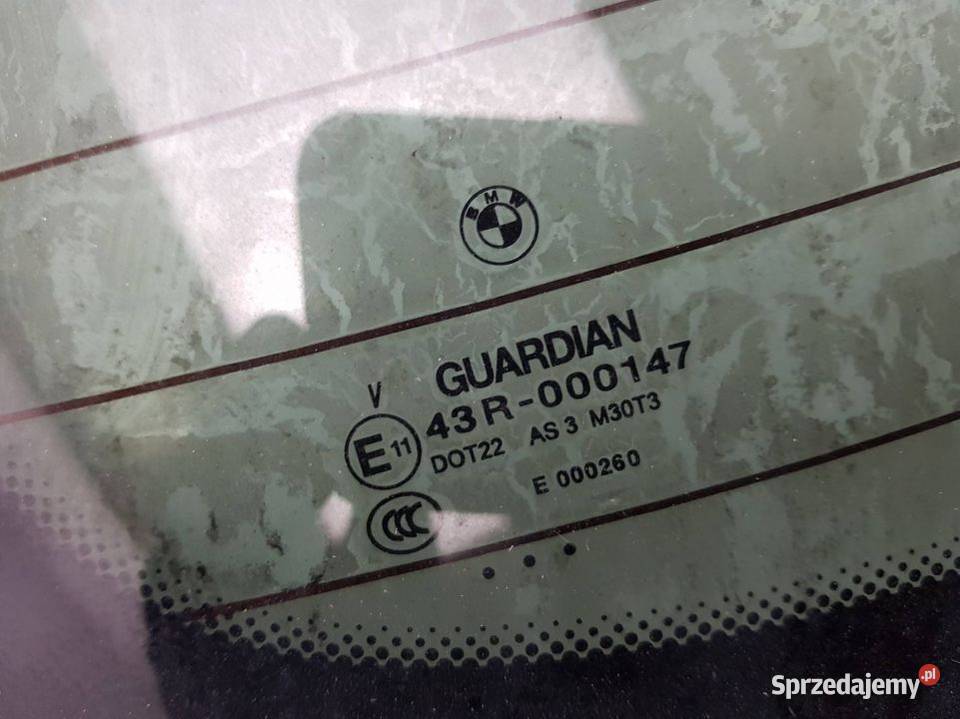 BMW
GUARDIAN
V
43R-000147
E11
DOT22 AS 3 M30T3
E 000260
CCC
Sprzedajemy.pl